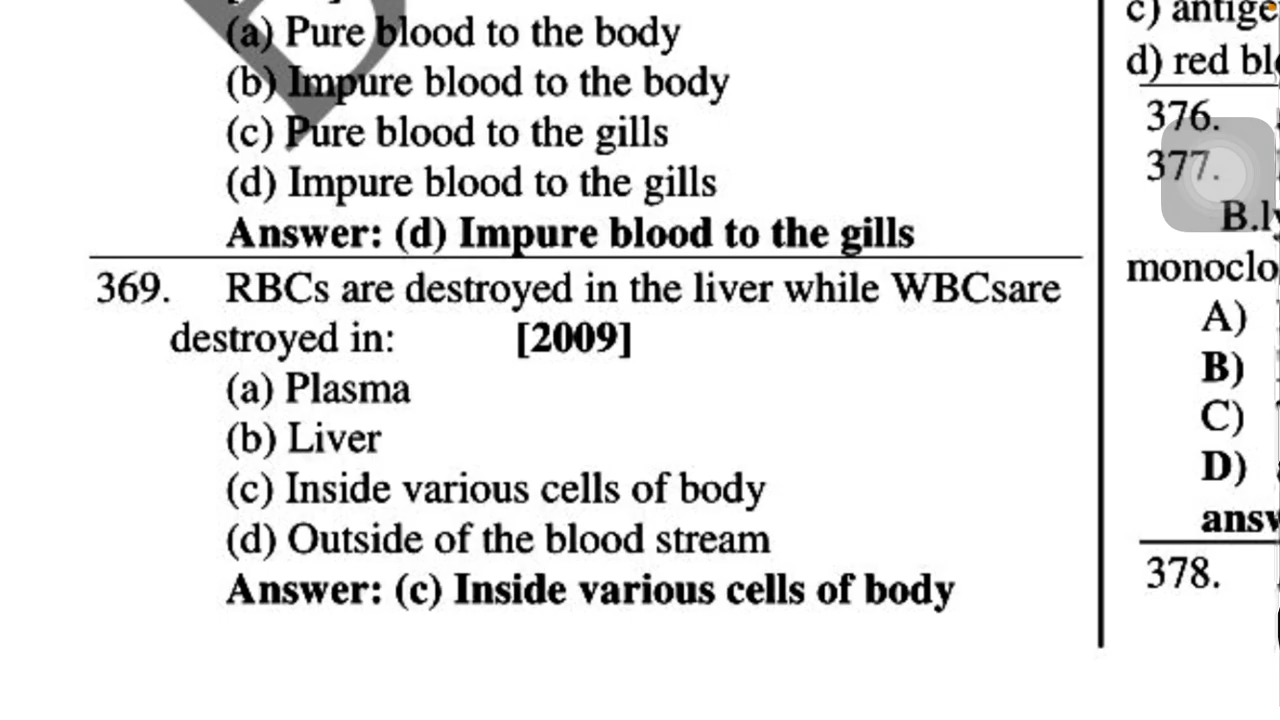 (a) Pure blood to the body
(b) Impure blood to the body
(c) Pure blood to the gills
(d) Impure blood to the gills
Answer: (d) Impure blood to the gills
369. RBCs are destroyed in the liver while WBCsare
destroyed in: [2009]
(a) Plasma
(b) Liver
(c) Inside various cells of body
(d) Outside of the blood stream
Answer: (c) Inside various cells of body
c) antige
d) red bl
376.
377.
B.ly
monoclo
A)
B)
C)
D)
answ
378.